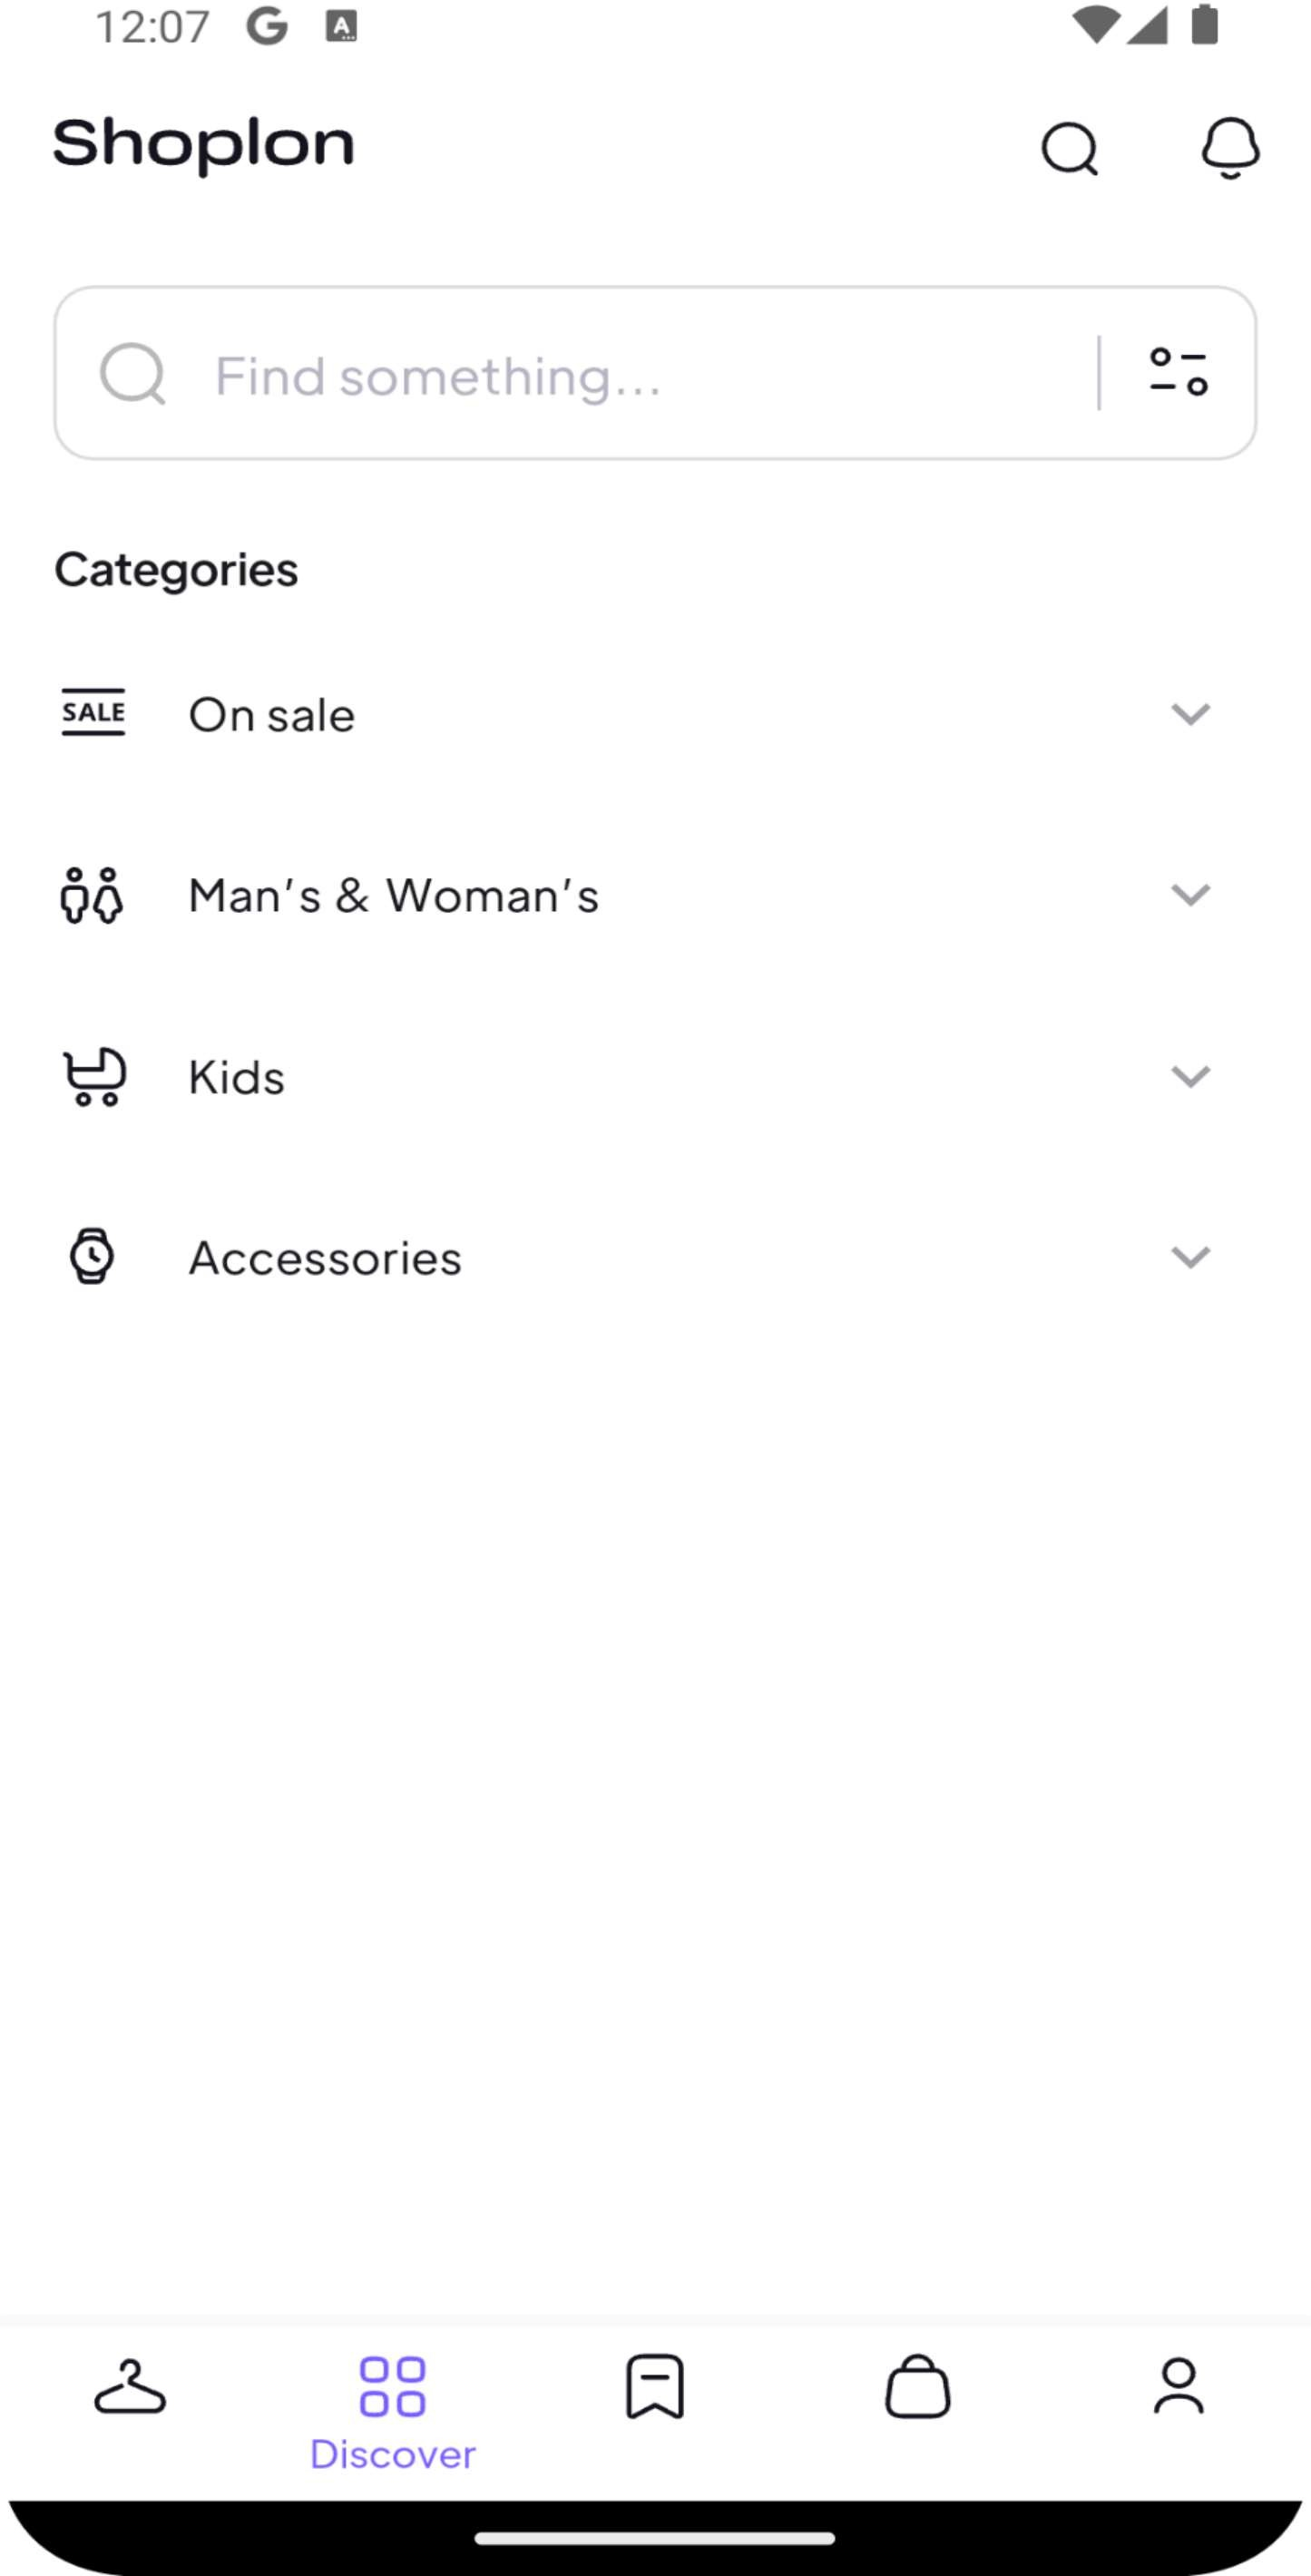 12:07
Shoplon
Find something...
Categories
SALE
On sale
Man’s & Woman’s
Kids
Accessories
Discover